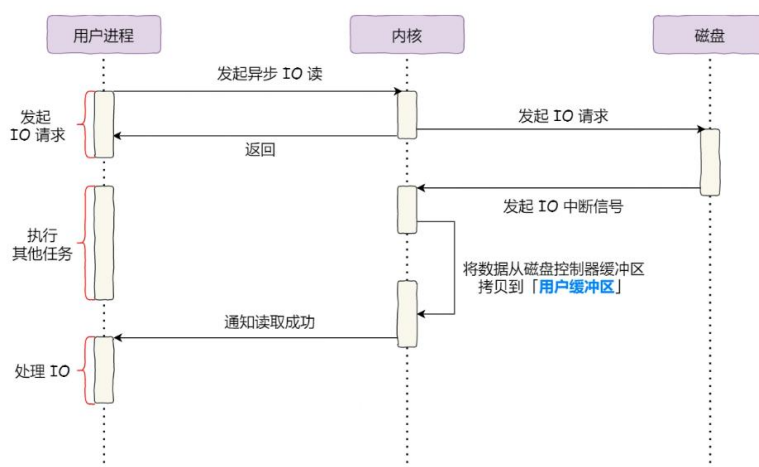 用户进程
内核
磁盘
发起异步 IO 读
发起
IO 请求
发起 IO 请求
返回
发起 IO 中断信号
执行
其他任务
将数据从磁盘控制器缓冲区
拷贝到「用户缓冲区」
通知读取成功
处理 IO